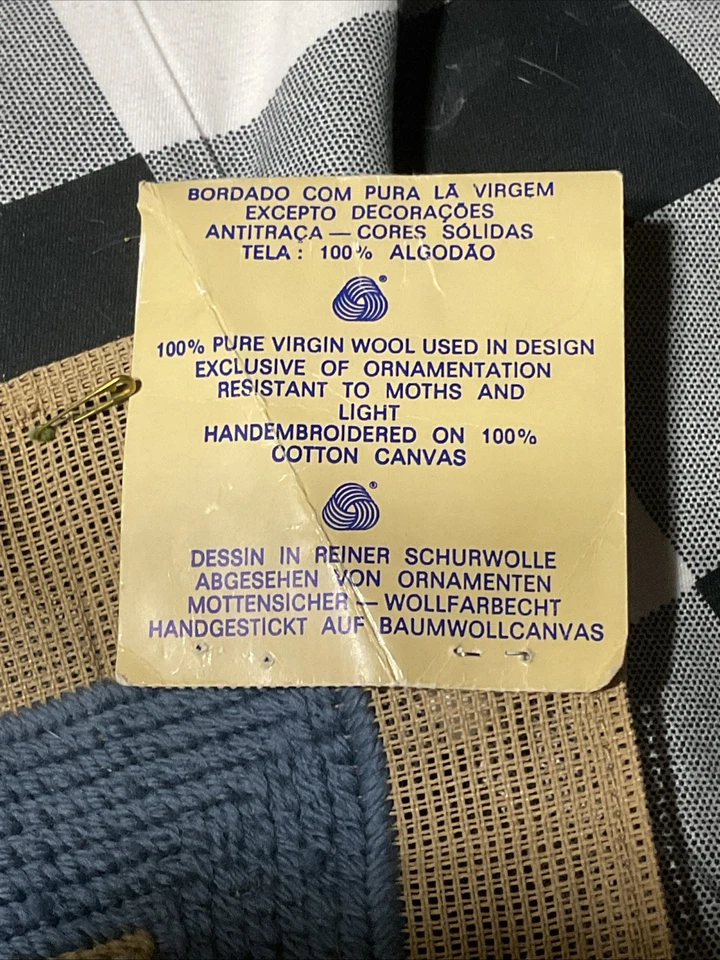 BORDADO COM PURA LÃ VIRGEM
EXCEPTO DECORAÇÕES
ANTITRAÇA — CORES SÓLIDAS
TELA : 100% ALGODÃO
®
100% PURE VIRGIN WOOL USED IN DESIGN
EXCLUSIVE OF ORNAMENTATION
RESISTANT TO MOTHS AND
LIGHT
HANDEMBROIDERED ON 100%
COTTON CANVAS
®
DESSIN IN REINER SCHURWOLLE
ABGESEHEN VON ORNAMENTEN
MOTTENSICHER — WOLLFARBECHT
HANDGESTICKT AUF BAUMWOLLCANVAS